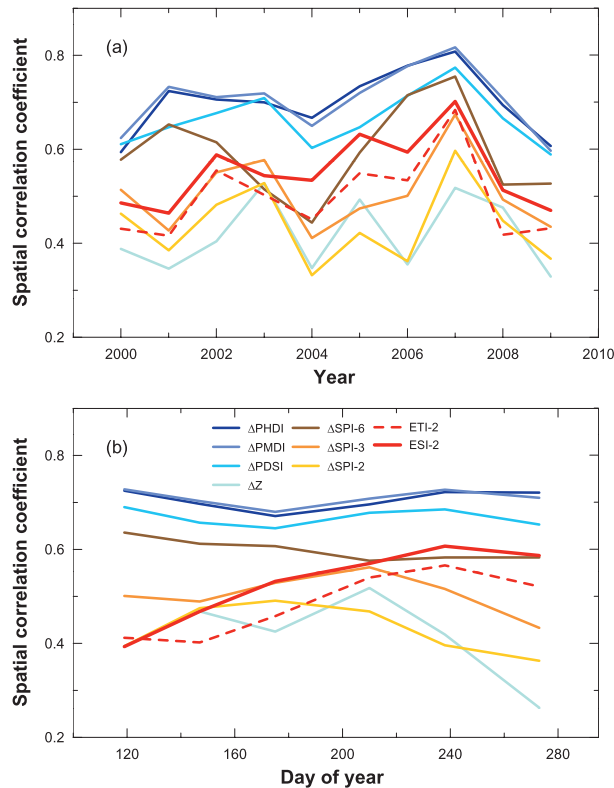 (a)
Spatial correlation coefficient
0.8
0.6
0.4
0.2
2000 2002 2004 2006 2008 2010
Year
(b)
Spatial correlation coefficient
ΔPHDI ΔSPI-6 ETI-2
ΔPMDI ΔSPI-3 ESI-2
ΔPDSI ΔSPI-2
ΔZ
0.8
0.6
0.4
0.2
120 160 200 240 280
Day of year